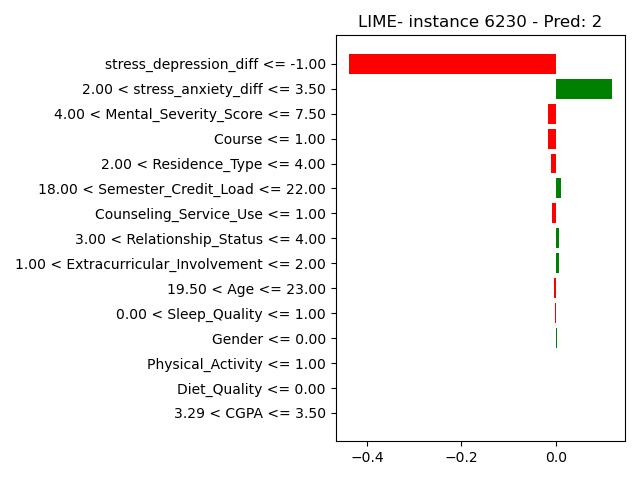 LIME- instance 6230 - Pred: 2
stress_depression_diff <= -1.00
2.00 < stress_anxiety_diff <= 3.50
4.00 < Mental_Severity_Score <= 7.50
Course <= 1.00
2.00 < Residence_Type <= 4.00
18.00 < Semester_Credit_Load <= 22.00
Counseling_Service_Use <= 1.00
3.00 < Relationship_Status <= 4.00
1.00 < Extracurricular_Involvement <= 2.00
19.50 < Age <= 23.00
0.00 < Sleep_Quality <= 1.00
Gender <= 0.00
Physical_Activity <= 1.00
Diet_Quality <= 0.00
3.29 < CGPA <= 3.50
−0.4 −0.2 0.0